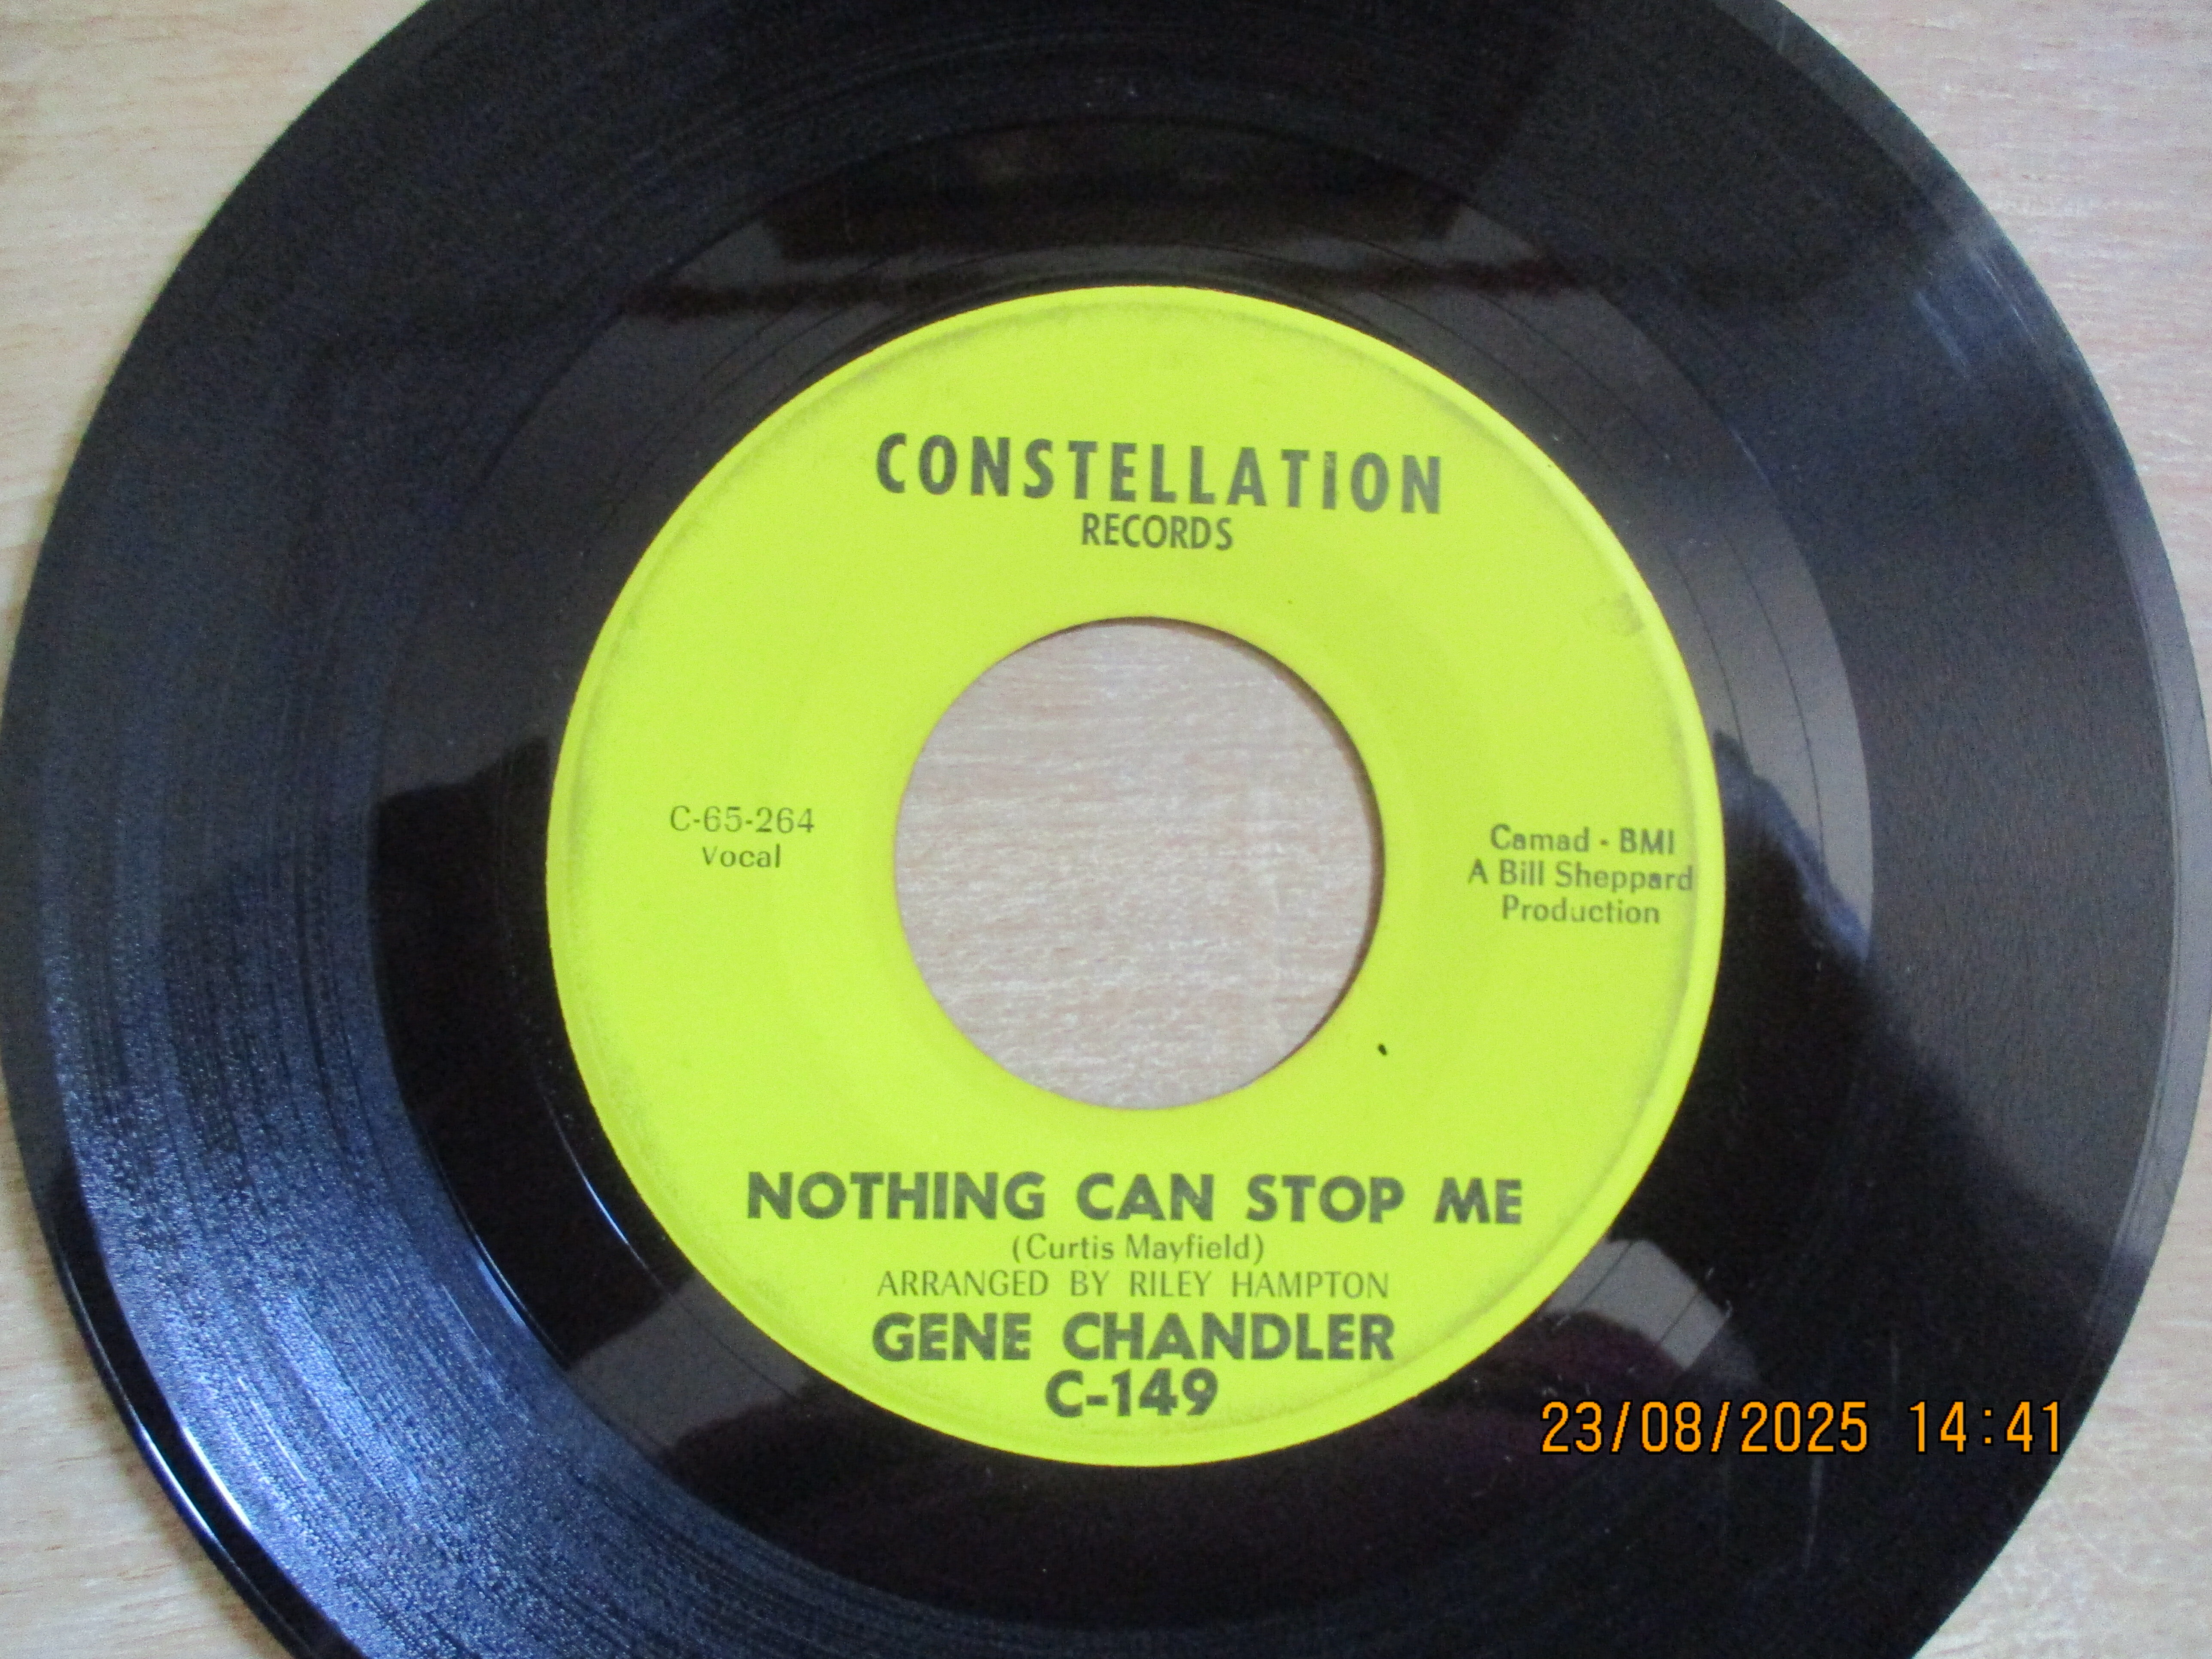 CONSTELLATION
RECORDS
C-65-264
Vocal
Camad - BMI
A Bill Sheppard
Production
NOTHING CAN STOP ME
(Curtis Mayfield)
ARRANGED BY RILEY HAMPTON
GENE CHANDLER
C-149
23/08/2025 14:41